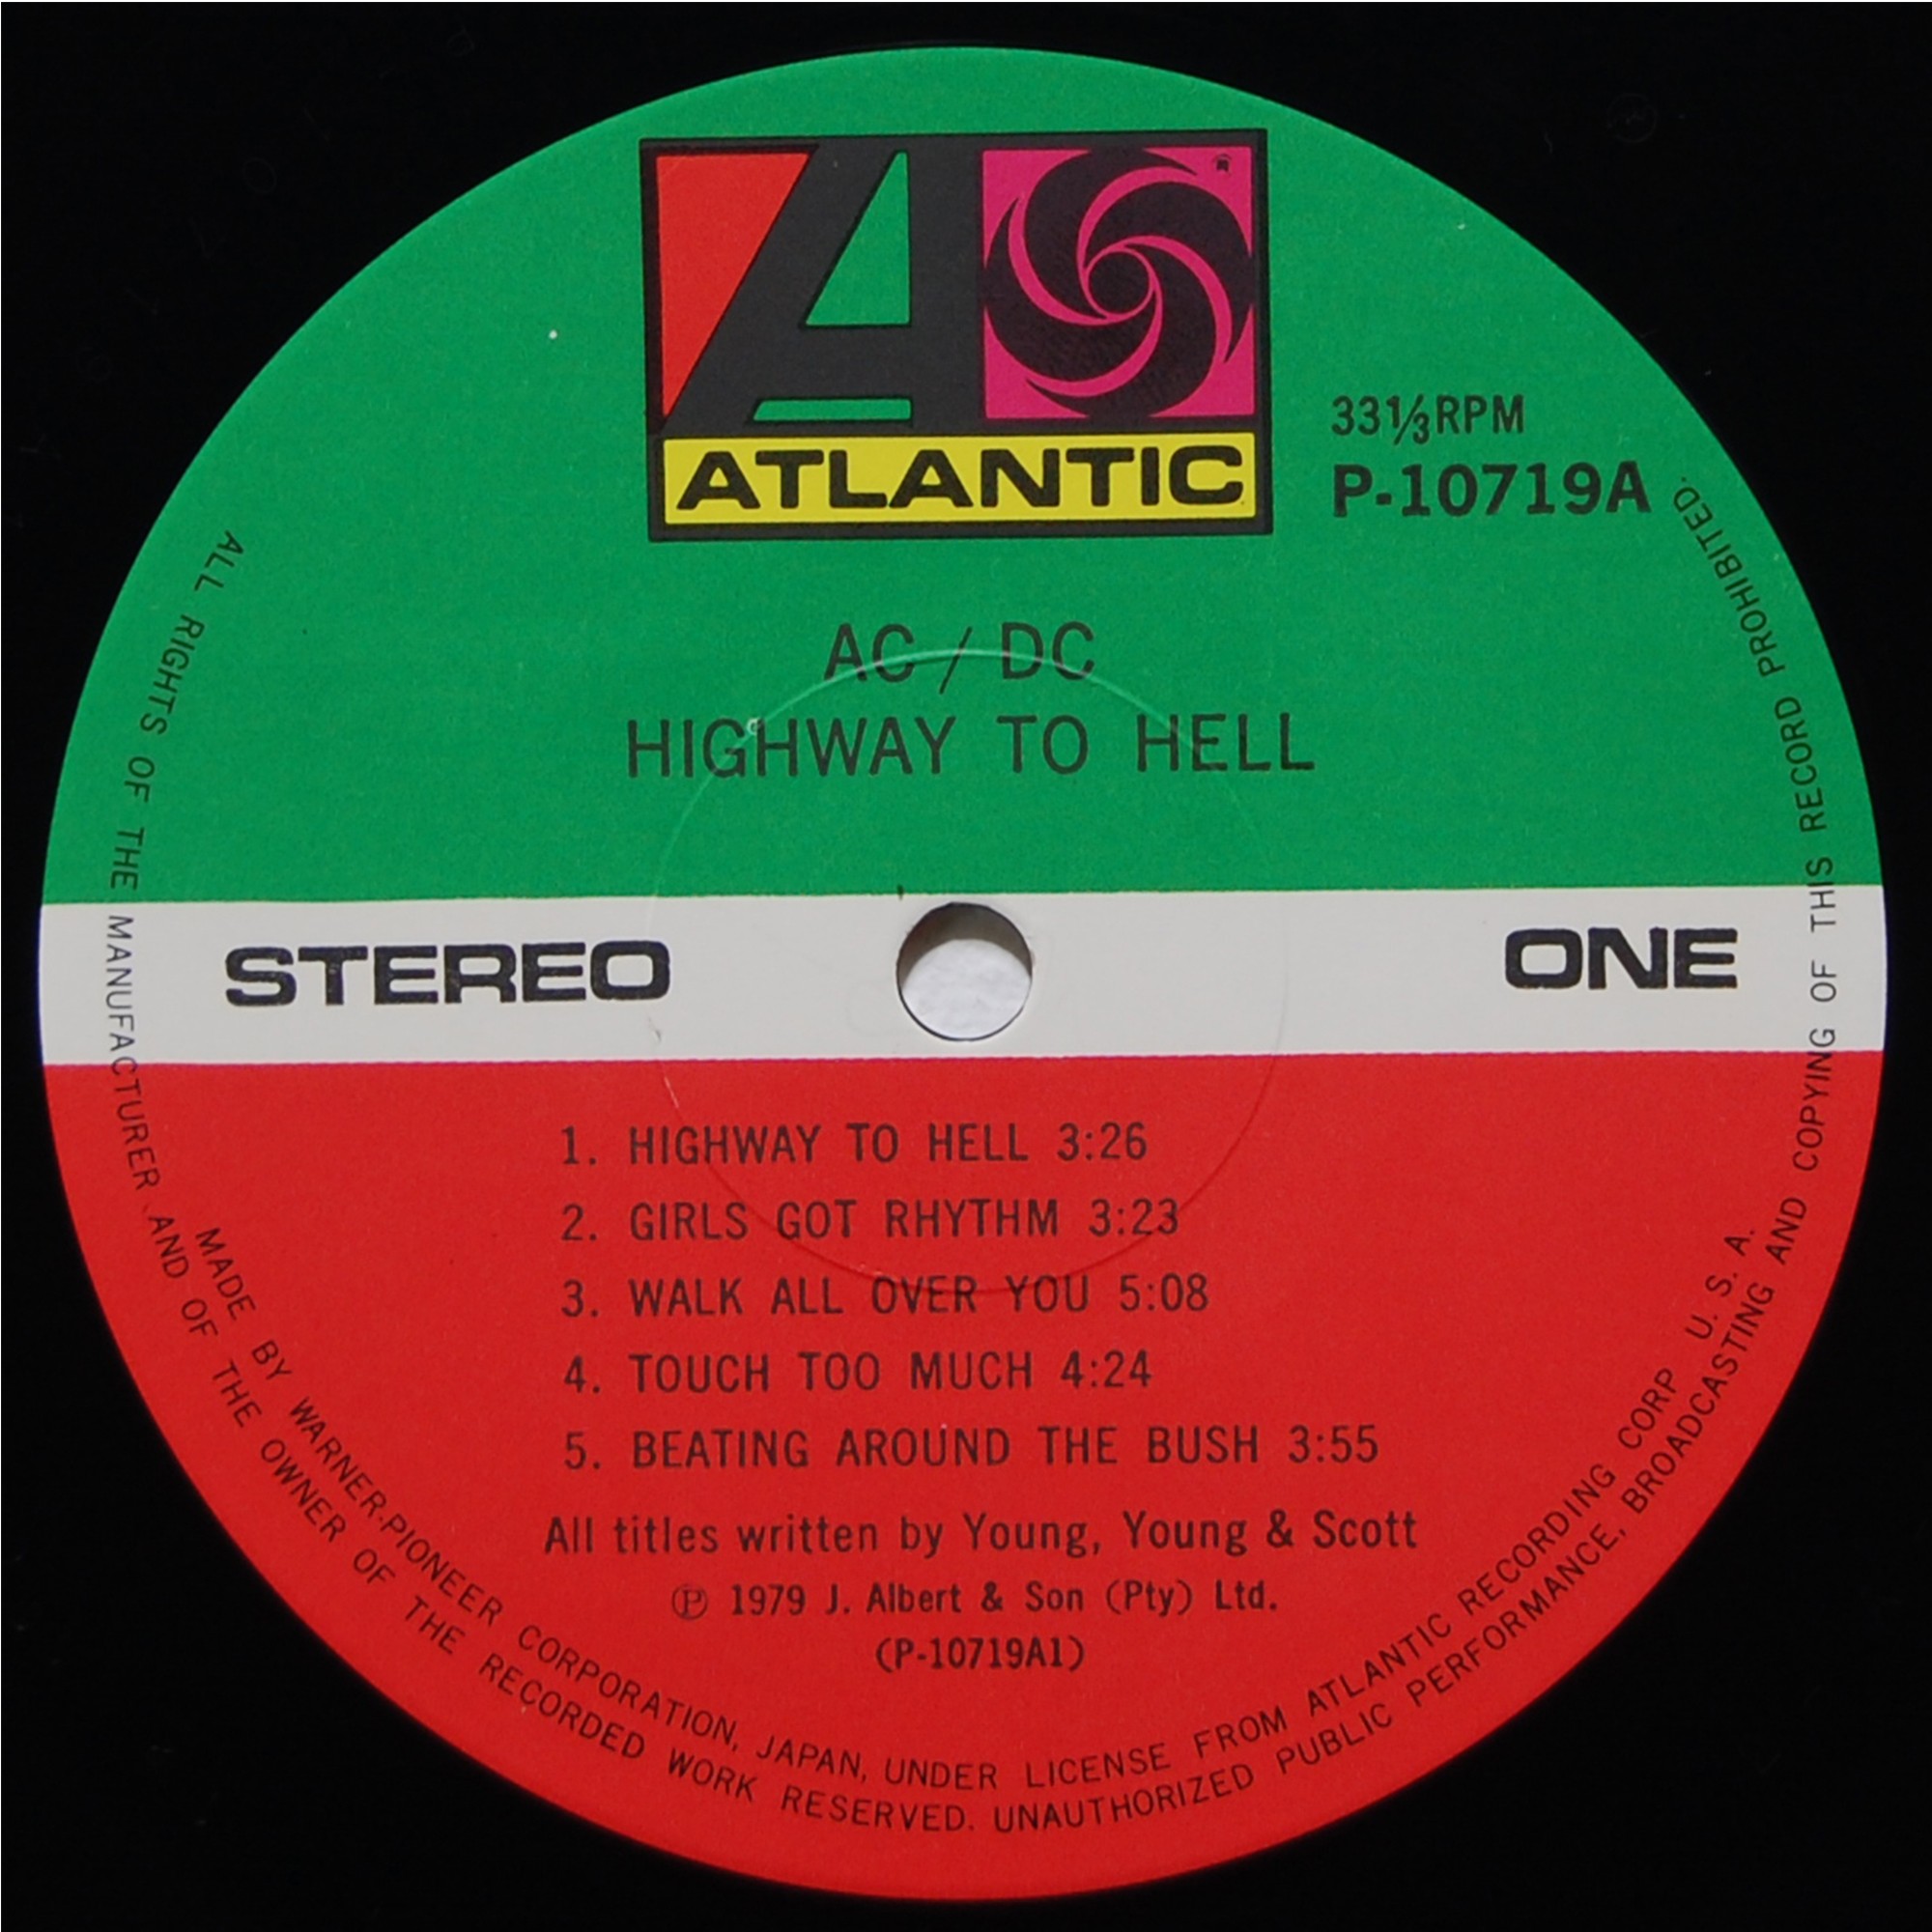 ATLANTIC
33⅓RPM
P-10719A
AC / DC
HIGHWAY TO HELL
STEREO
ONE
1. HIGHWAY TO HELL 3:26
2. GIRLS GOT RHYTHM 3:23
3. WALK ALL OVER YOU 5:08
4. TOUCH TOO MUCH 4:24
5. BEATING AROUND THE BUSH 3:55
All titles written by Young, Young & Scott
℗ 1979 J. Albert & Son (Pty) Ltd.
(P-10719A1)
MADE BY WARNER-PIONEER CORPORATION, JAPAN, UNDER LICENSE FROM ATLANTIC RECORDING CORP U. S. A.
ALL RIGHTS OF THE MANUFACTURER AND OF THE OWNER OF THE RECORDED WORK RESERVED. UNAUTHORIZED PUBLIC PERFORMANCE, BROADCASTING AND COPYING OF THIS RECORD PROHIBITED.